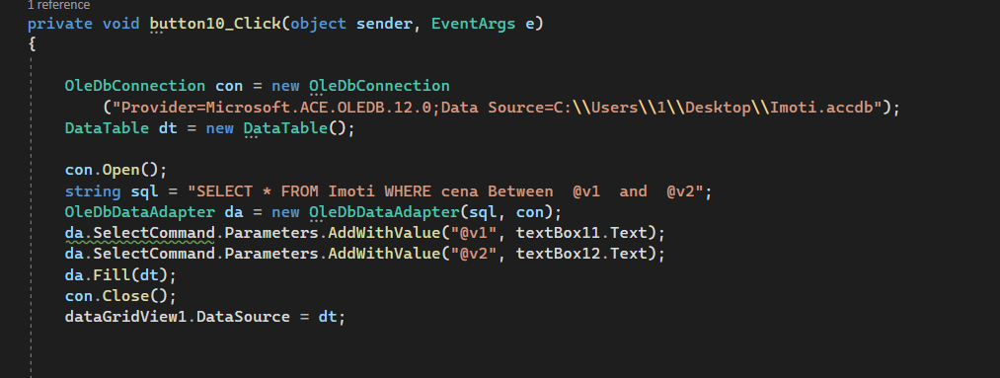 1 reference
private void button10_Click(object sender, EventArgs e)
{
OleDbConnection con = new OleDbConnection
("Provider=Microsoft.ACE.OLEDB.12.0;Data Source=C:\\Users\\1\\Desktop\\Imoti.accdb");
DataTable dt = new DataTable();
con.Open();
string sql = "SELECT * FROM Imoti WHERE cena Between  @v1  and  @v2";
OleDbDataAdapter da = new OleDbDataAdapter(sql, con);
da.SelectCommand.Parameters.AddWithValue("@v1", textBox11.Text);
da.SelectCommand.Parameters.AddWithValue("@v2", textBox12.Text);
da.Fill(dt);
con.Close();
dataGridView1.DataSource = dt;